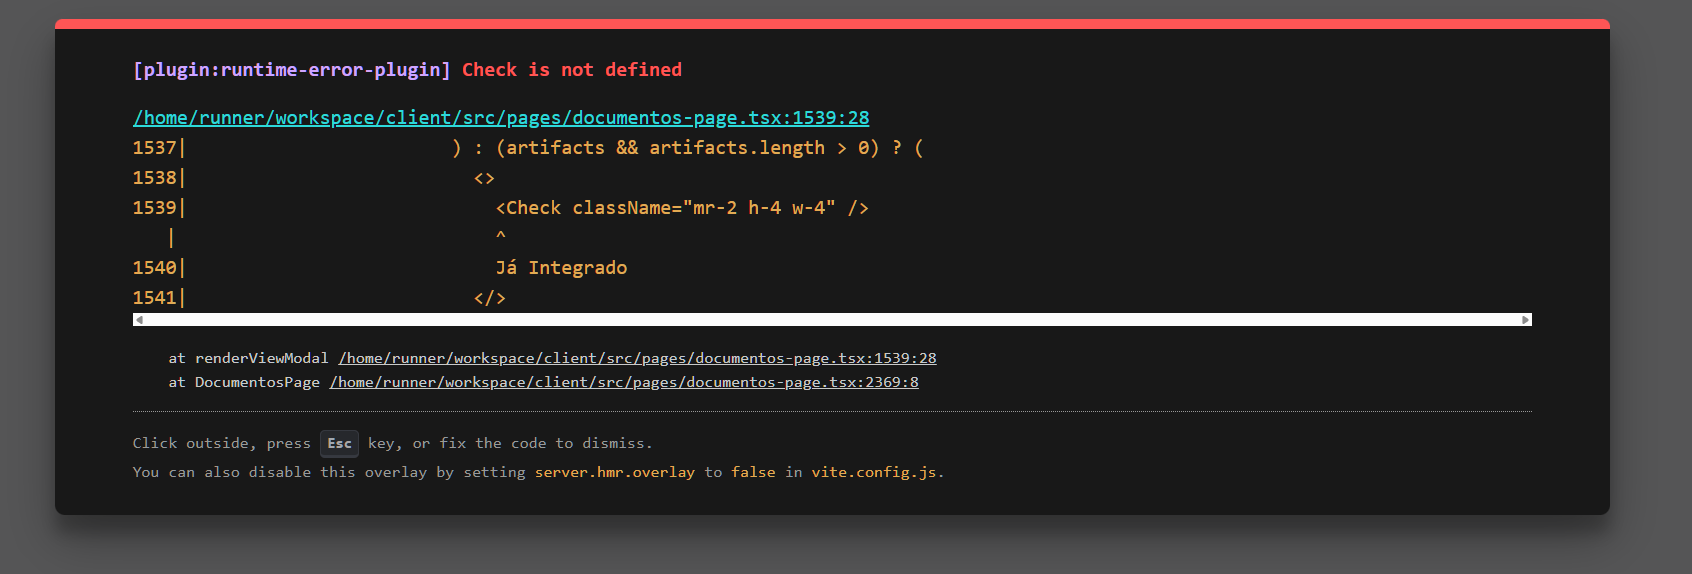 [plugin:runtime-error-plugin] Check is not defined
/home/runner/workspace/client/src/pages/documentos-page.tsx:1539:28
1537|                        ) : (artifacts && artifacts.length > 0) ? (
1538|                          <>
1539|                            <Check className="mr-2 h-4 w-4" />
   |                            ^
1540|                            Já Integrado
1541|                          </>
at renderViewModal /home/runner/workspace/client/src/pages/documentos-page.tsx:1539:28
at DocumentosPage /home/runner/workspace/client/src/pages/documentos-page.tsx:2369:8
Click outside, press Esc key, or fix the code to dismiss.
You can also disable this overlay by setting server.hmr.overlay to false in vite.config.js.